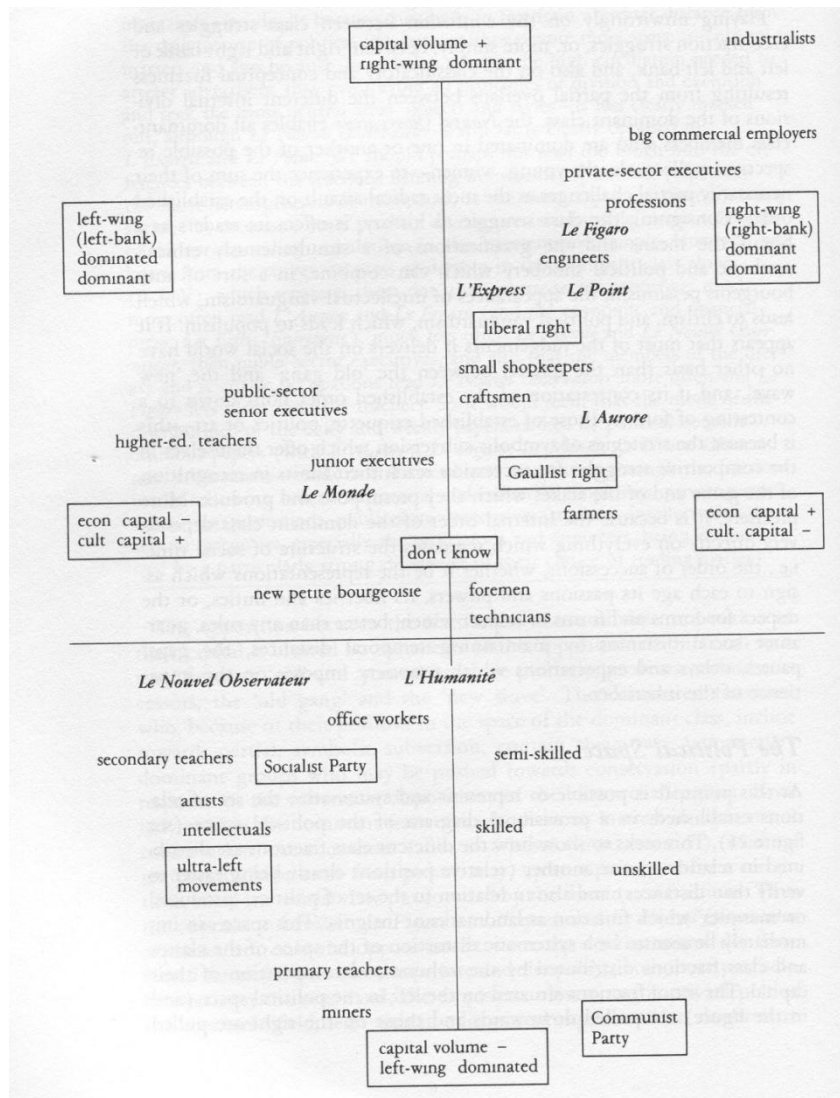 capital volume +
right-wing dominant
industrialists
big commercial employers
private-sector executives
professions
left-wing
(left-bank)
dominated
dominant
right-wing
(right-bank)
dominant
dominant
Le Figaro
engineers
L'Express Le Point
liberal right
small shopkeepers
public-sector
senior executives
craftsmen
L Aurore
higher-ed. teachers
junior executives
Gaullist right
Le Monde
econ capital
cult capital +
farmers
econ capital +
cult. capital
don't know
new petite bourgeoisie
foremen
technicians
Le Nouvel Observateur L'Humanité
office workers
secondary teachers
Socialist Party
semi-skilled
artists
intellectuals
skilled
ultra-left
movements
unskilled
primary teachers
miners
Communist
Party
capital volume –
left-wing dominated